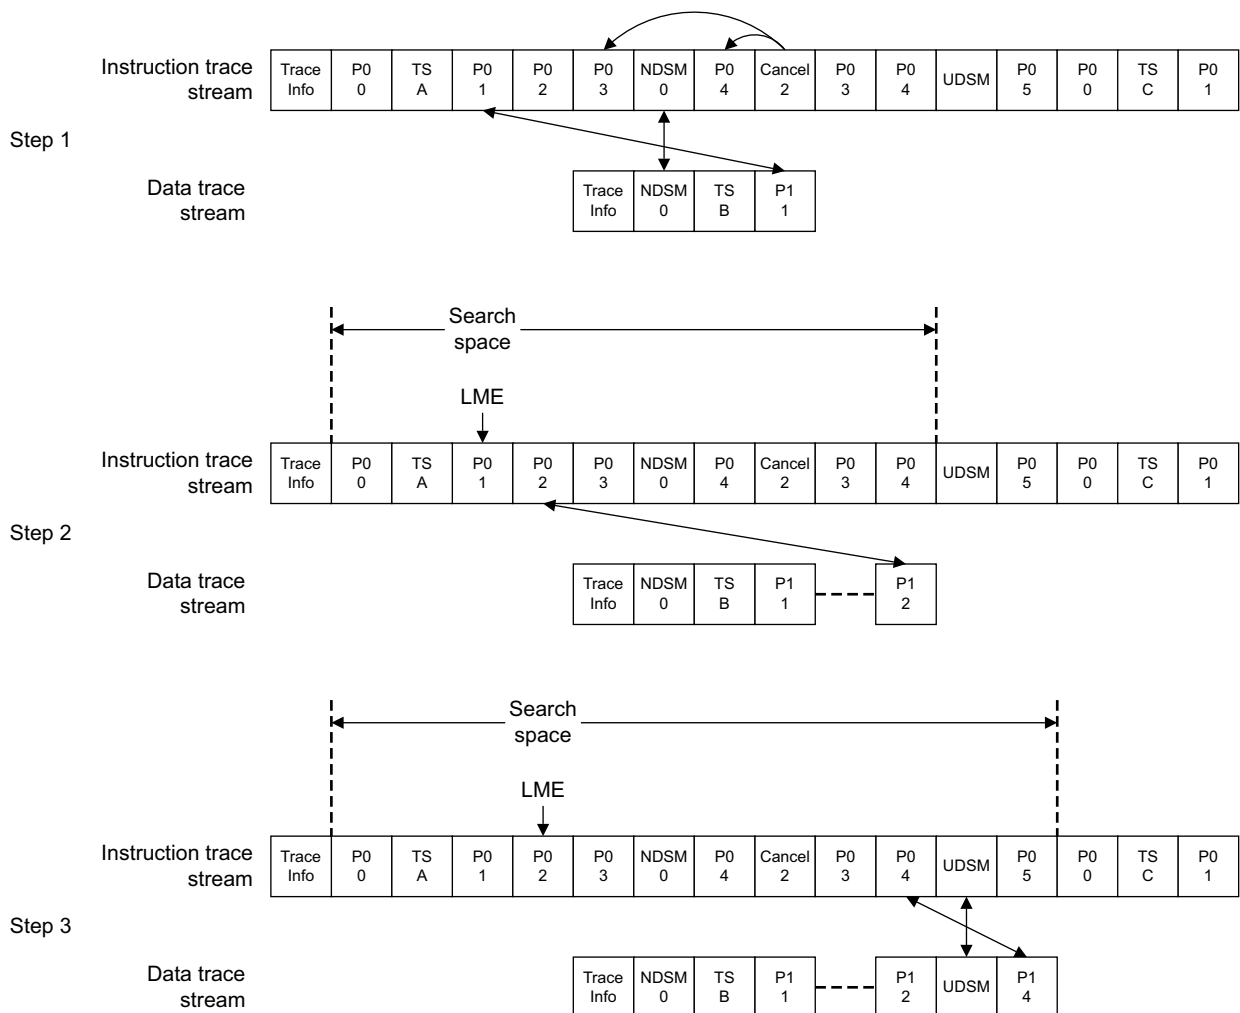 Instruction trace stream
Trace Info
P0 0
TS A
P0 1
P0 2
P0 3
NDSM 0
P0 4
Cancel 2
P0 3
P0 4
UDSM
P0 5
P0 0
TS C
P0 1
Step 1
Data trace stream
Trace Info
NDSM 0
TS B
P1 1
Search space
LME
Instruction trace stream
Trace Info
P0 0
TS A
P0 1
P0 2
P0 3
NDSM 0
P0 4
Cancel 2
P0 3
P0 4
UDSM
P0 5
P0 0
TS C
P0 1
Step 2
Data trace stream
Trace Info
NDSM 0
TS B
P1 1
P1 2
Search space
LME
Instruction trace stream
Trace Info
P0 0
TS A
P0 1
P0 2
P0 3
NDSM 0
P0 4
Cancel 2
P0 3
P0 4
UDSM
P0 5
P0 0
TS C
P0 1
Step 3
Data trace stream
Trace Info
NDSM 0
TS B
P1 1
P1 2
UDSM
P1 4